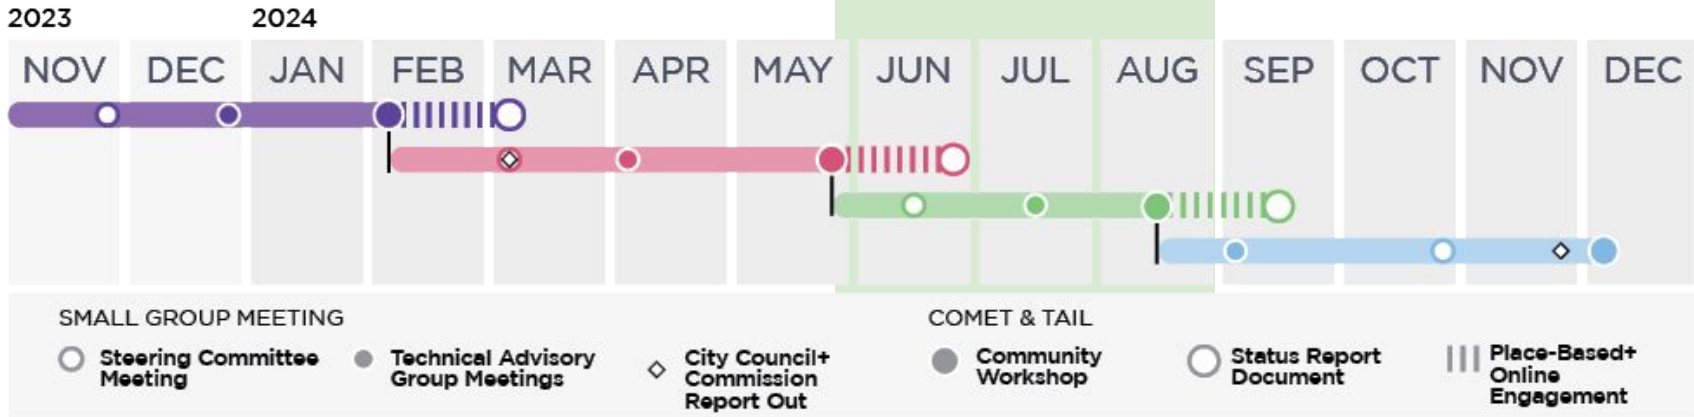 2023 2024
NOV DEC JAN FEB MAR APR MAY JUN JUL AUG SEP OCT NOV DEC
SMALL GROUP MEETING
Steering Committee
Meeting
Technical Advisory
Group Meetings
City Council+
Commission
Report Out
COMET & TAIL
Community
Workshop
Status Report
Document
Place-Based+
Online
Engagement